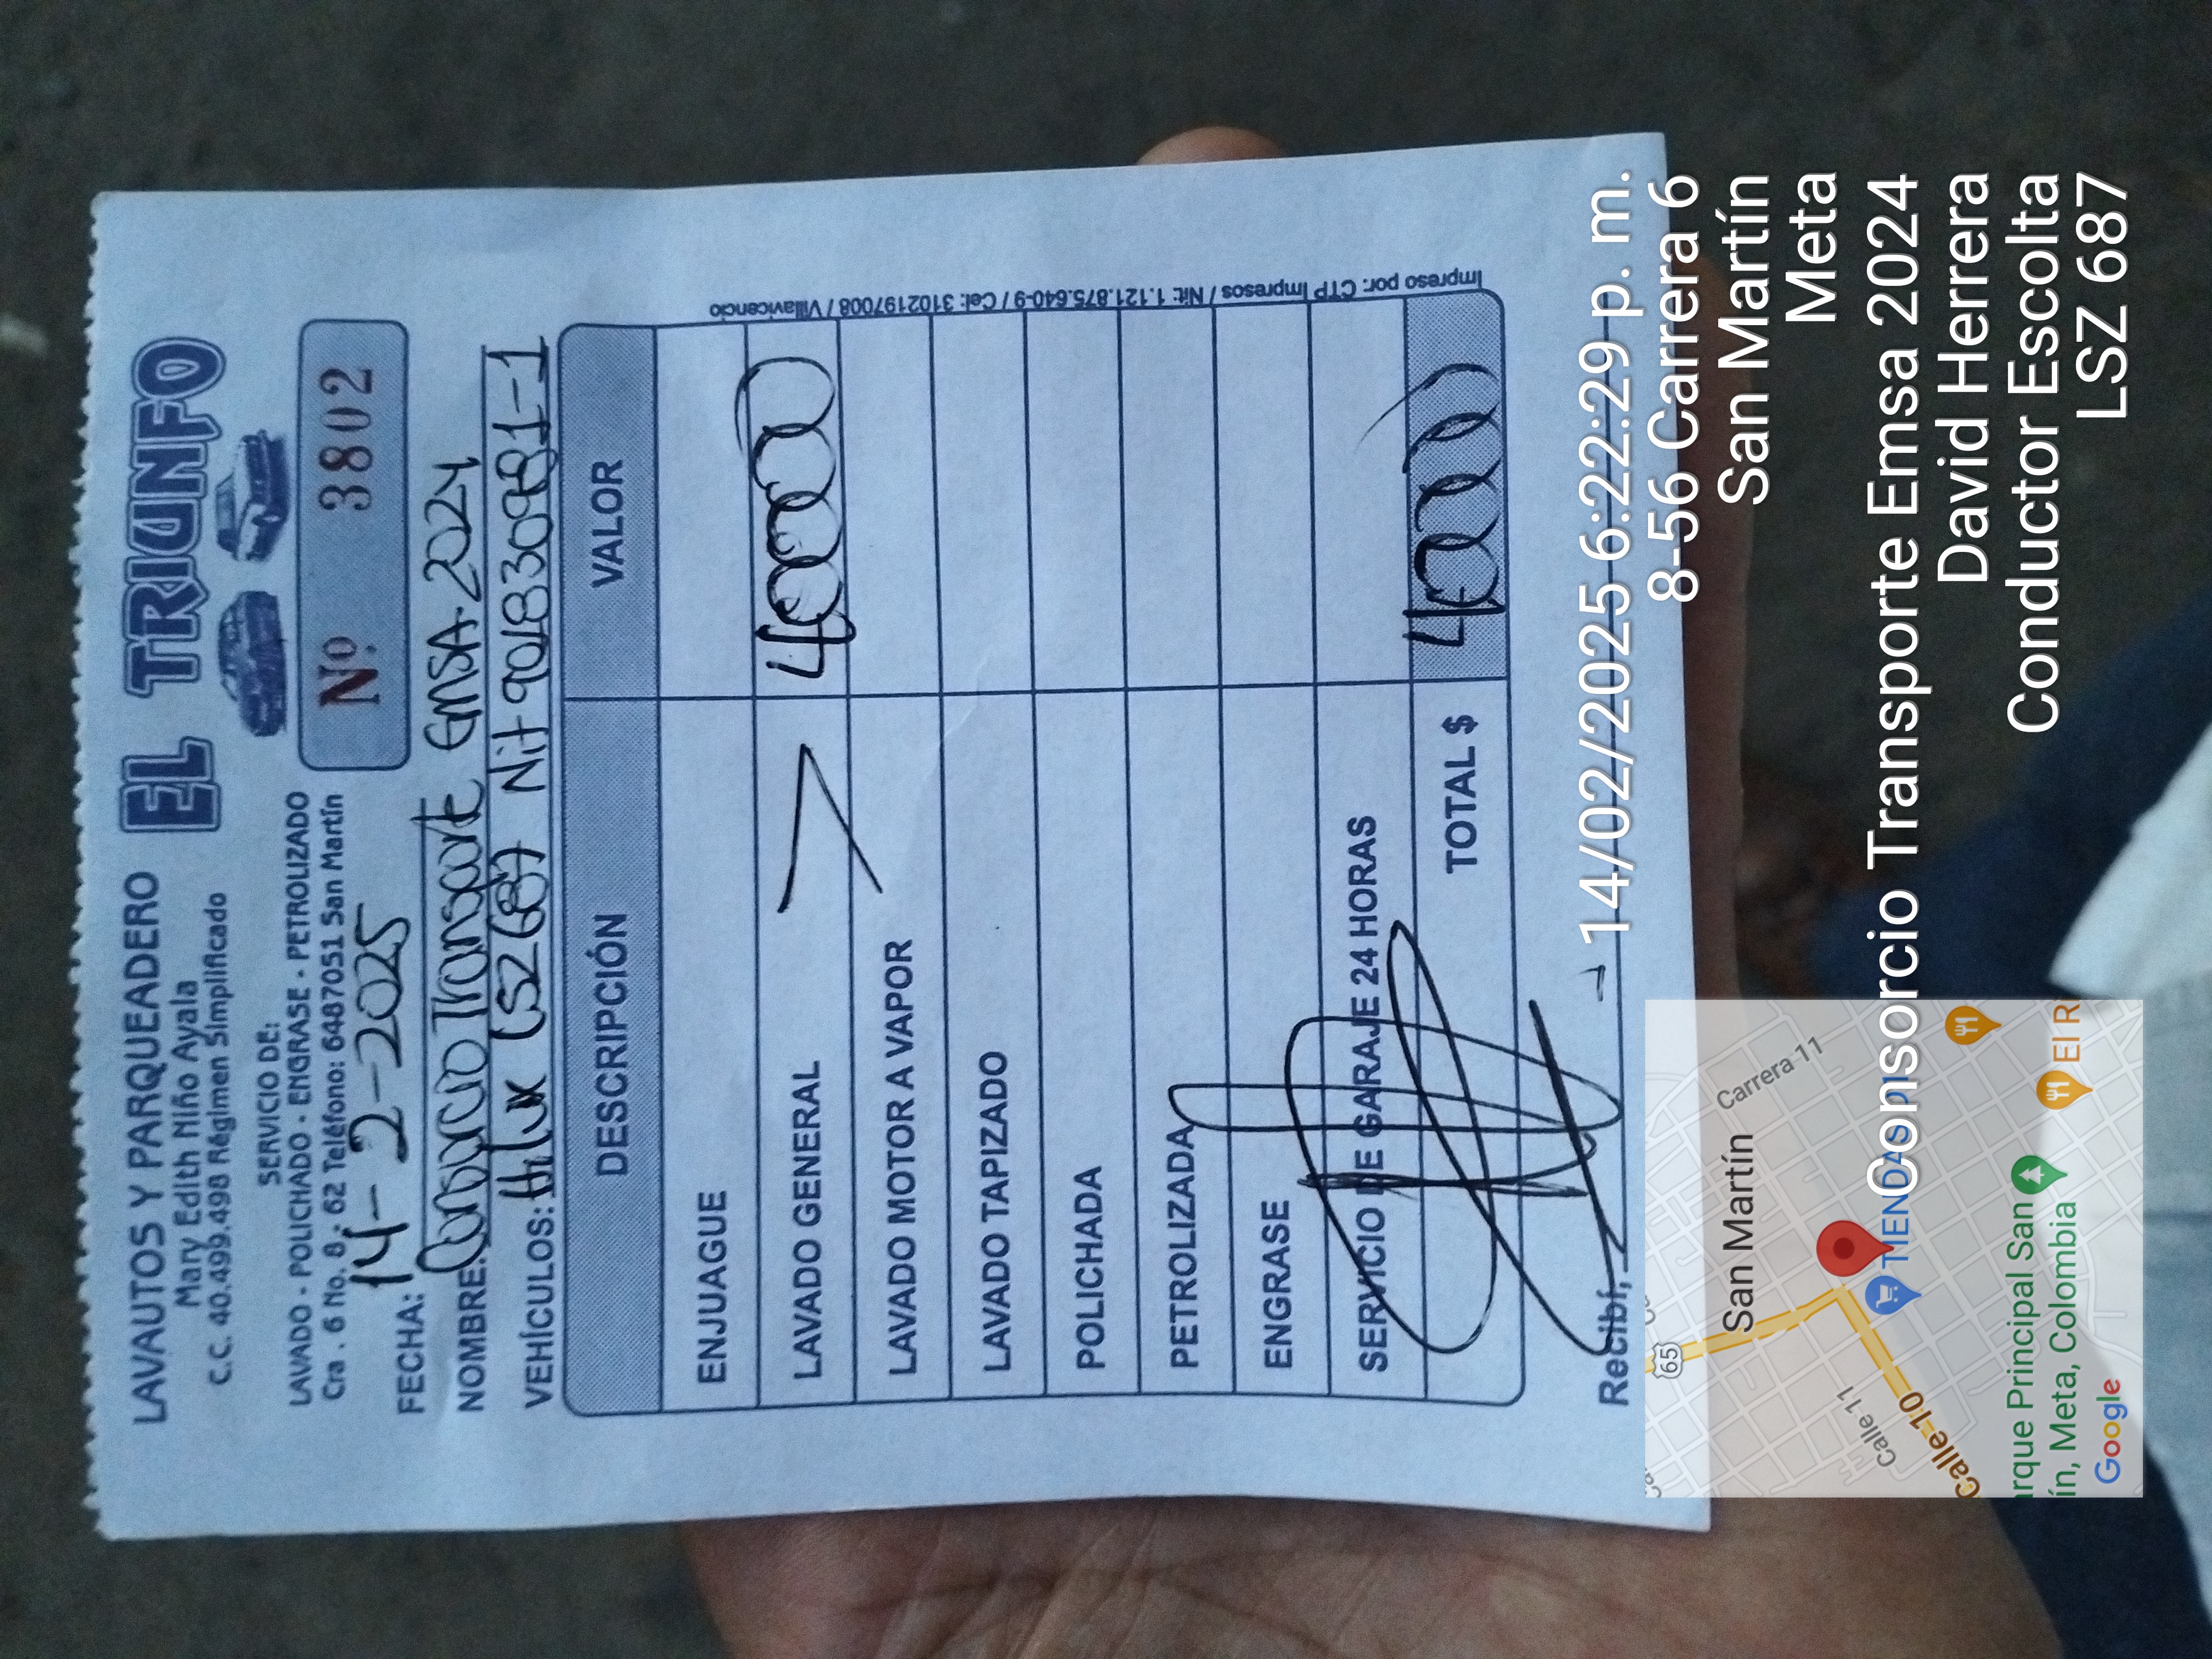 LAVAUTOS Y PARQUEADERO EL TRIUNFO
Mary Edith Niño Ayala
C.C. 40.499.498 Régimen Simplificado
SERVICIO DE:
LAVADO - POLICHADO - ENGRASE - PETROLIZADO
Cra . 6 No. 8 - 62 Teléfono: 6487051 San Martín
Nº. 3802
FECHA: 14-2-2025
NOMBRE: Consorcio Transporte EMSA 2024
VEHÍCULOS: Hilux LSZ 687 Nit 901830981-1
DESCRIPCIÓN VALOR
ENJUAGUE
LAVADO GENERAL
LAVADO MOTOR A VAPOR
LAVADO TAPIZADO
POLICHADA
PETROLIZADA
ENGRASE
SERVICIO DE GARAJE 24 HORAS
TOTAL $
Recibí,
Impreso por: CTP Impresos / Nit: 1.121.875.640-9 / Cel: 3102197008 / Villavicencio
14/02/2025 6:22:29 p. m.
8-56 Carrera 6
San Martín
Meta
Consorcio Transporte Emsa 2024
David Herrera
Conductor Escolta
LSZ 687
65
San Martín
Carrera 11
Calle 11
Calle 10
TIENDAS
El R
rque Principal San
ín, Meta, Colombia
Google